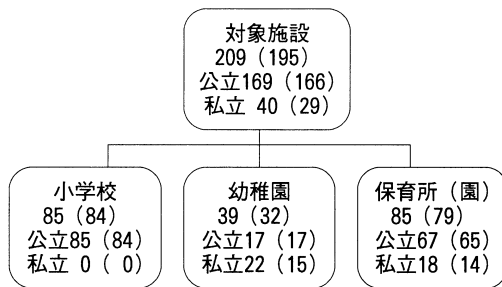 対象施設
209（195）
公立169（166）
私立 40（29）
小学校
85（84）
公立85（84）
私立 0（ 0）
幼稚園
39（32）
公立17（17）
私立22（15）
保育所（園）
85（79）
公立67（65）
私立18（14）